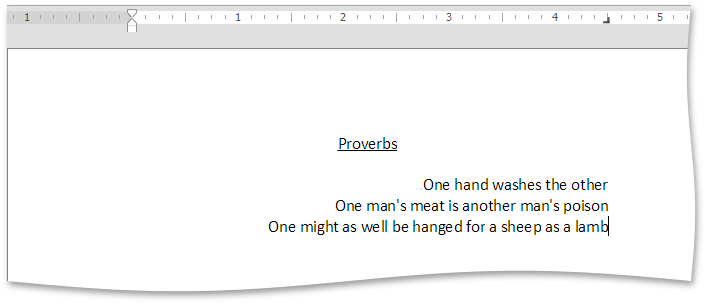 1 1 2 3 4 5
Proverbs
One hand washes the other
One man's meat is another man's poison
One might as well be hanged for a sheep as a lamb